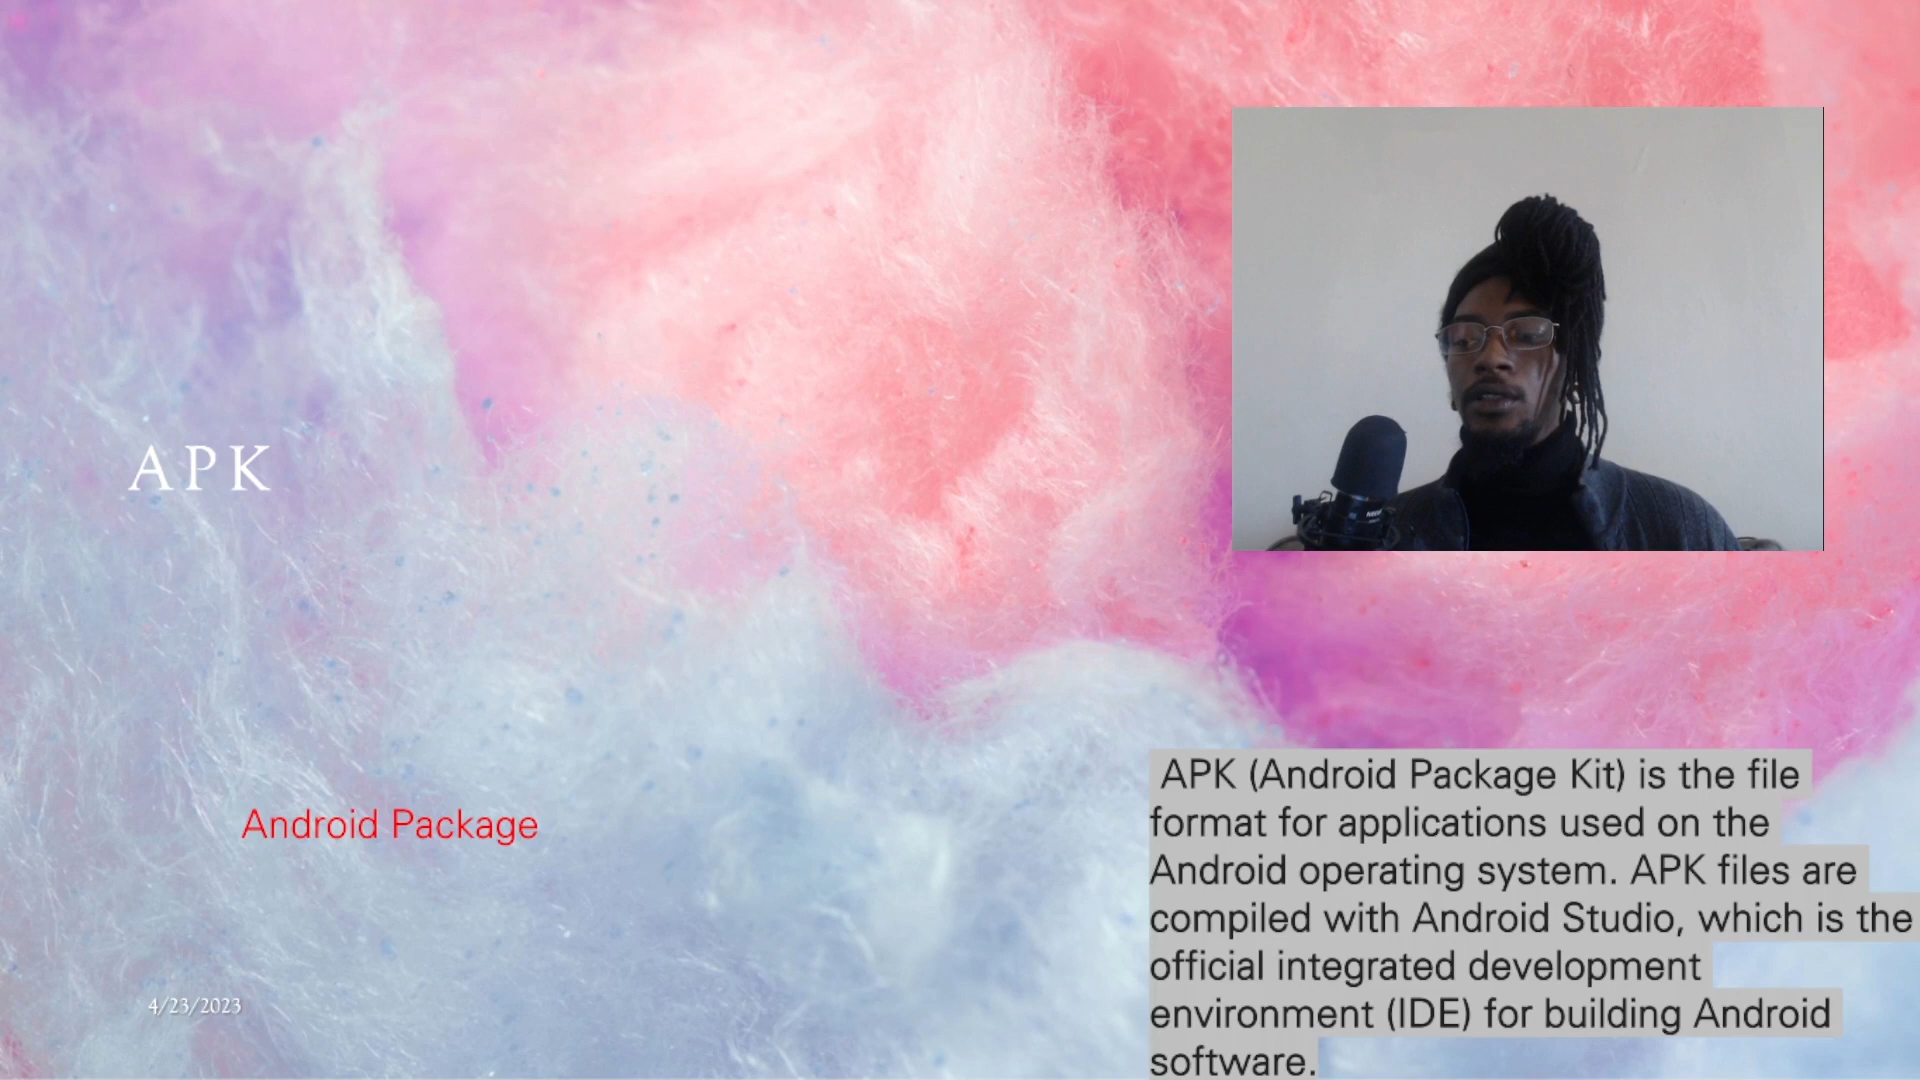 APK
Android Package
4/23/2023
APK (Android Package Kit) is the file
format for applications used on the
Android operating system. APK files are
compiled with Android Studio, which is the
official integrated development
environment (IDE) for building Android
software.